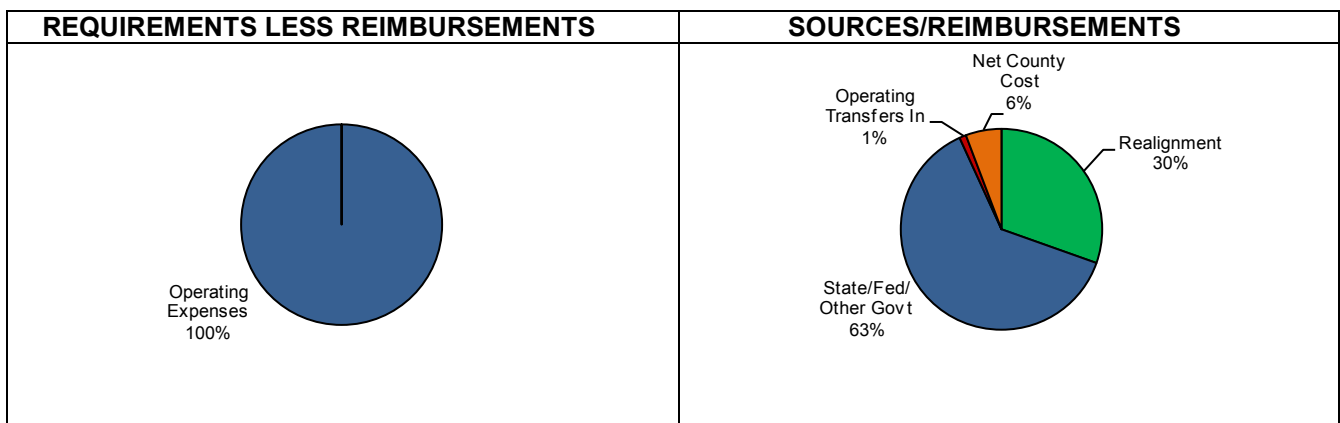 REQUIREMENTS LESS REIMBURSEMENTS
Operating
Expenses
100%
SOURCES/REIMBURSEMENTS
Net County
Cost
6%
Operating
Transfers In
1%
Realignment
30%
State/Fed/
Other Govt
63%